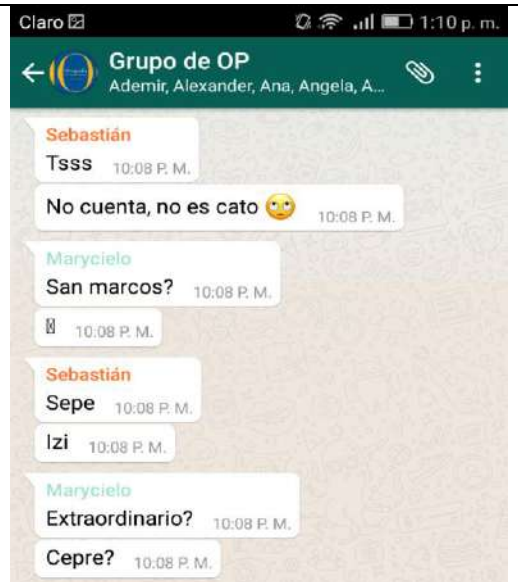 Claro 1:10 p. m.
Grupo de OP
Ademir, Alexander, Ana, Angela, A...
Sebastián
Tsss 10:08 P. M.
No cuenta, no es cato 🙄 10:08 P. M.
Marycielo
San marcos? 10:08 P. M.
10:08 P. M.
Sebastián
Sepe 10:08 P. M.
Izi 10:08 P. M.
Marycielo
Extraordinario? 10:08 P. M.
Cepre? 10:08 P. M.